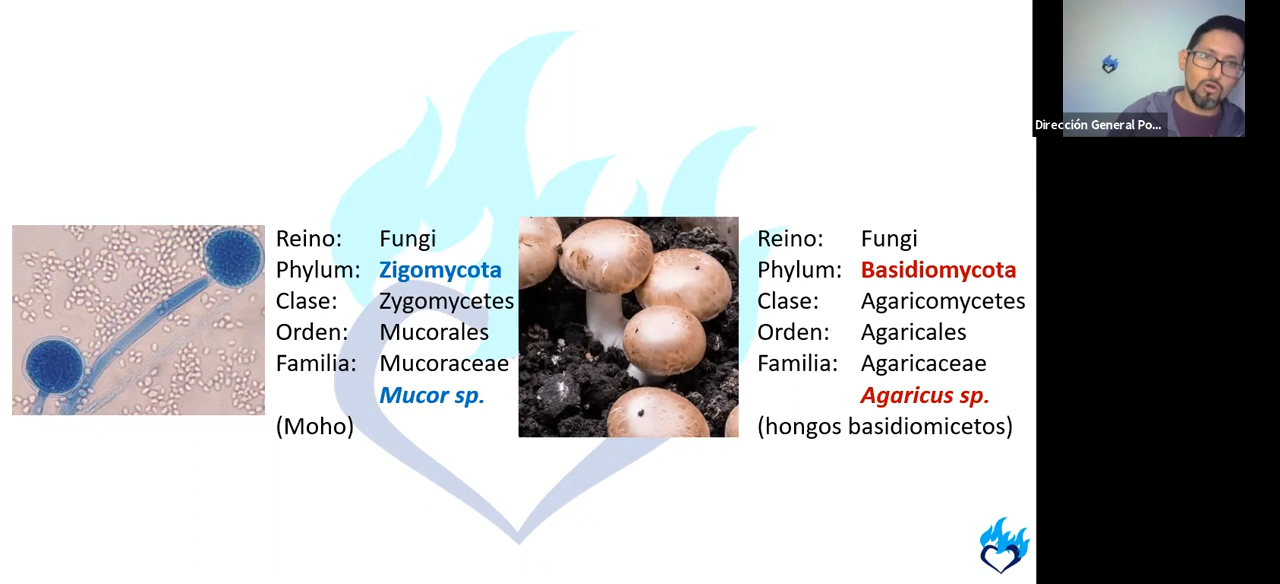 Reino: Fungi
Phylum: Zigomycota
Clase: Zygomycetes
Orden: Mucorales
Familia: Mucoraceae
Mucor sp.
(Moho)
Reino: Fungi
Phylum: Basidiomycota
Clase: Agaricomycetes
Orden: Agaricales
Familia: Agaricaceae
Agaricus sp.
(hongos basidiomicetos)
Dirección General Po...